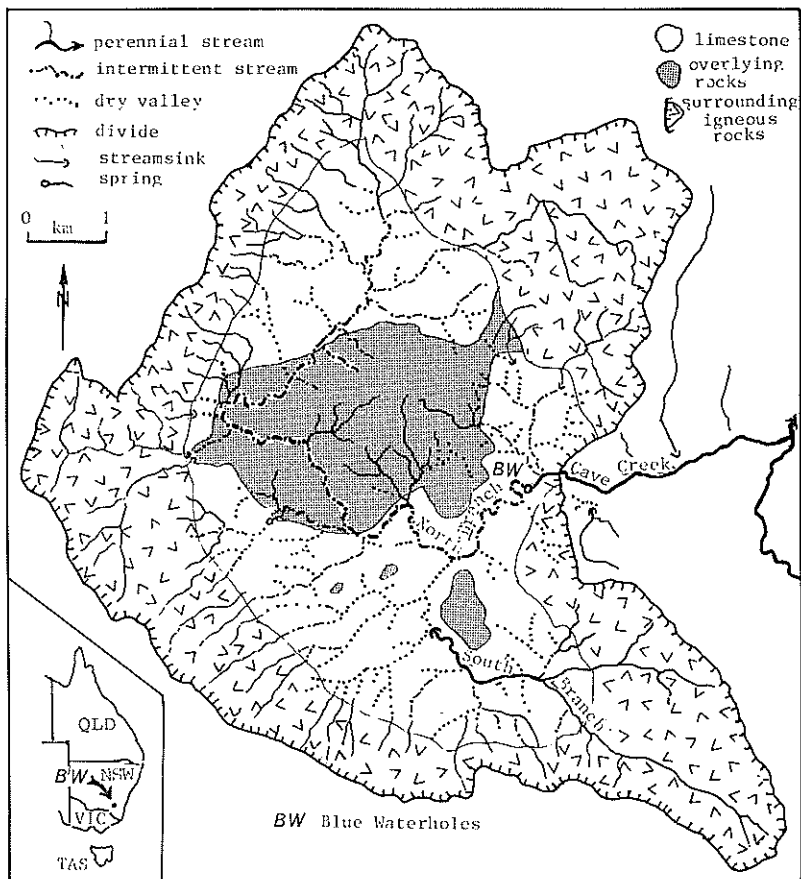 perennial stream
intermittent stream
dry valley
divide
streamsink
spring
0 1
km
N
limestone
overlying
rocks
surrounding
igneous
rocks
BW
Cave Creek
North Branch
South Branch
QLD
BW NSW
VIC
TAS
BW Blue Waterholes